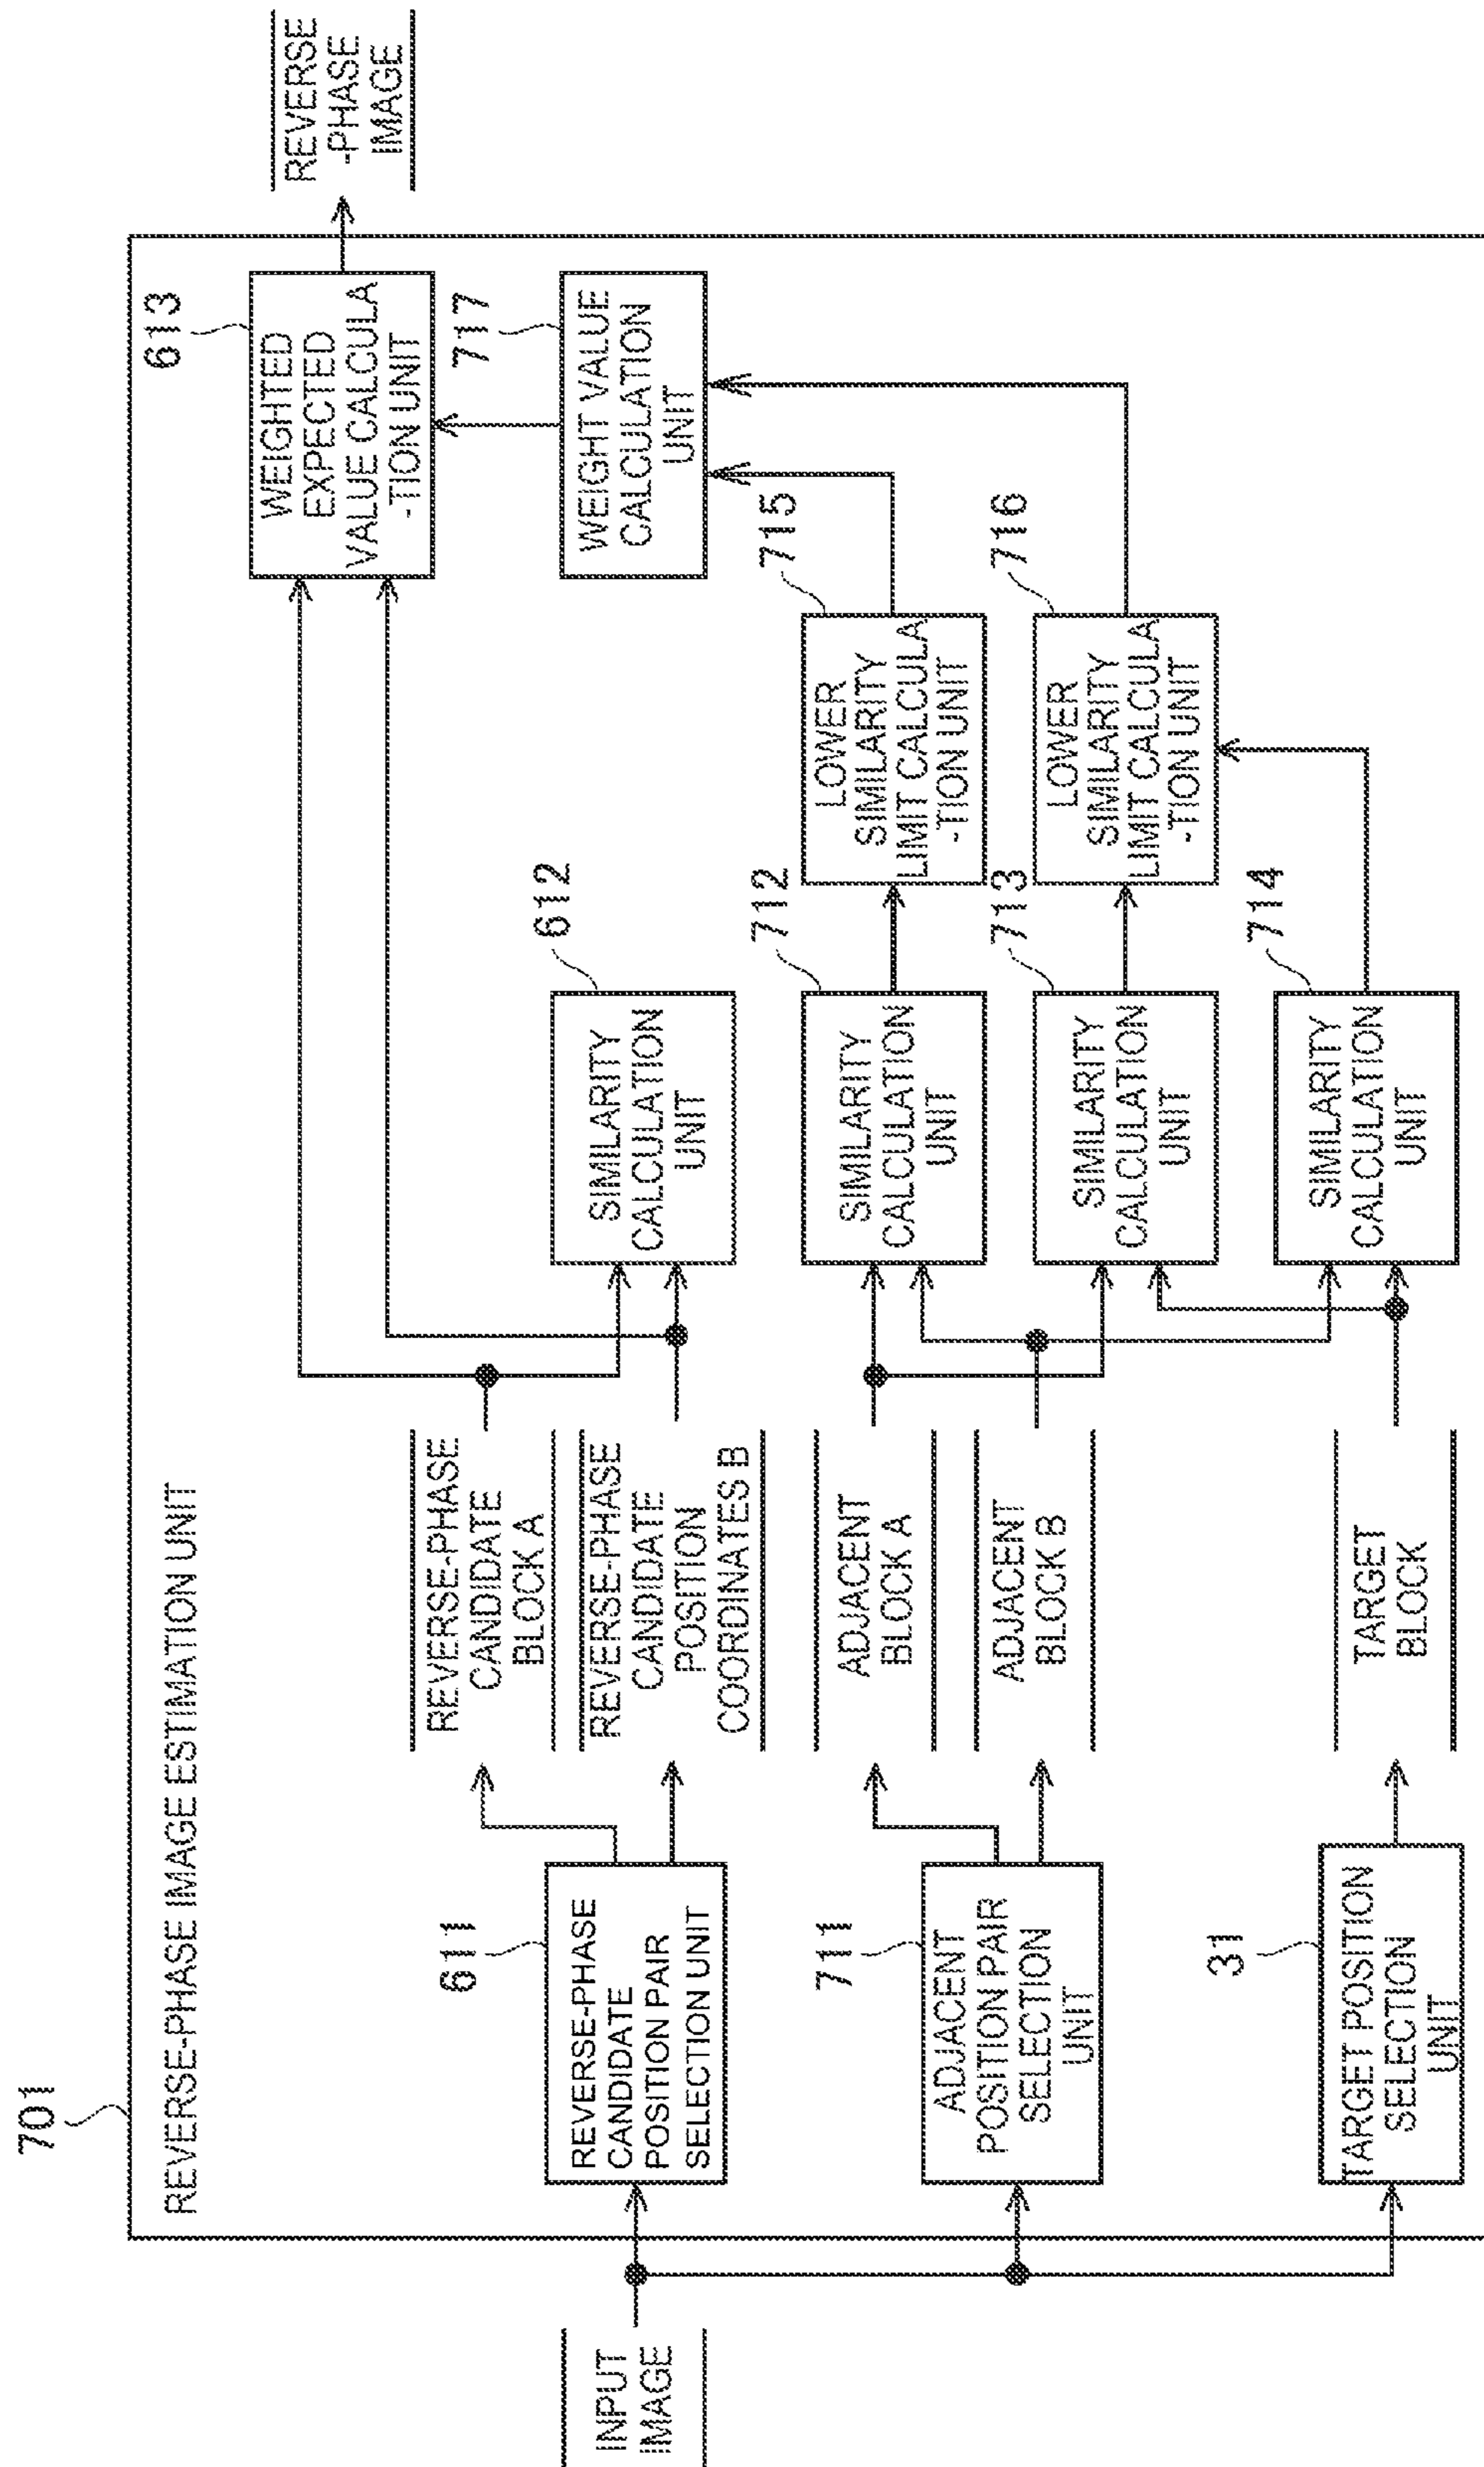 701
REVERSE-PHASE IMAGE ESTIMATION UNIT
INPUT
IMAGE
611
REVERSE-PHASE
CANDIDATE
POSITION PAIR
SELECTION UNIT
711
ADJACENT
POSITION PAIR
SELECTION
UNIT
31
TARGET POSITION
SELECTION
UNIT
REVERSE-PHASE
CANDIDATE
BLOCK A
REVERSE-PHASE
CANDIDATE
POSITION
COORDINATES B
ADJACENT
BLOCK A
ADJACENT
BLOCK B
TARGET
BLOCK
612
SIMILARITY
CALCULATION
UNIT
712
SIMILARITY
CALCULATION
UNIT
713
SIMILARITY
CALCULATION
UNIT
714
SIMILARITY
CALCULATION
UNIT
715
LOWER
SIMILARITY
LIMIT CALCULA
-TION UNIT
716
LOWER
SIMILARITY
LIMIT CALCULA
-TION UNIT
613
WEIGHTED
EXPECTED
VALUE CALCULA
-TION UNIT
717
WEIGHT VALUE
CALCULATION
UNIT
REVERSE
-PHASE
IMAGE